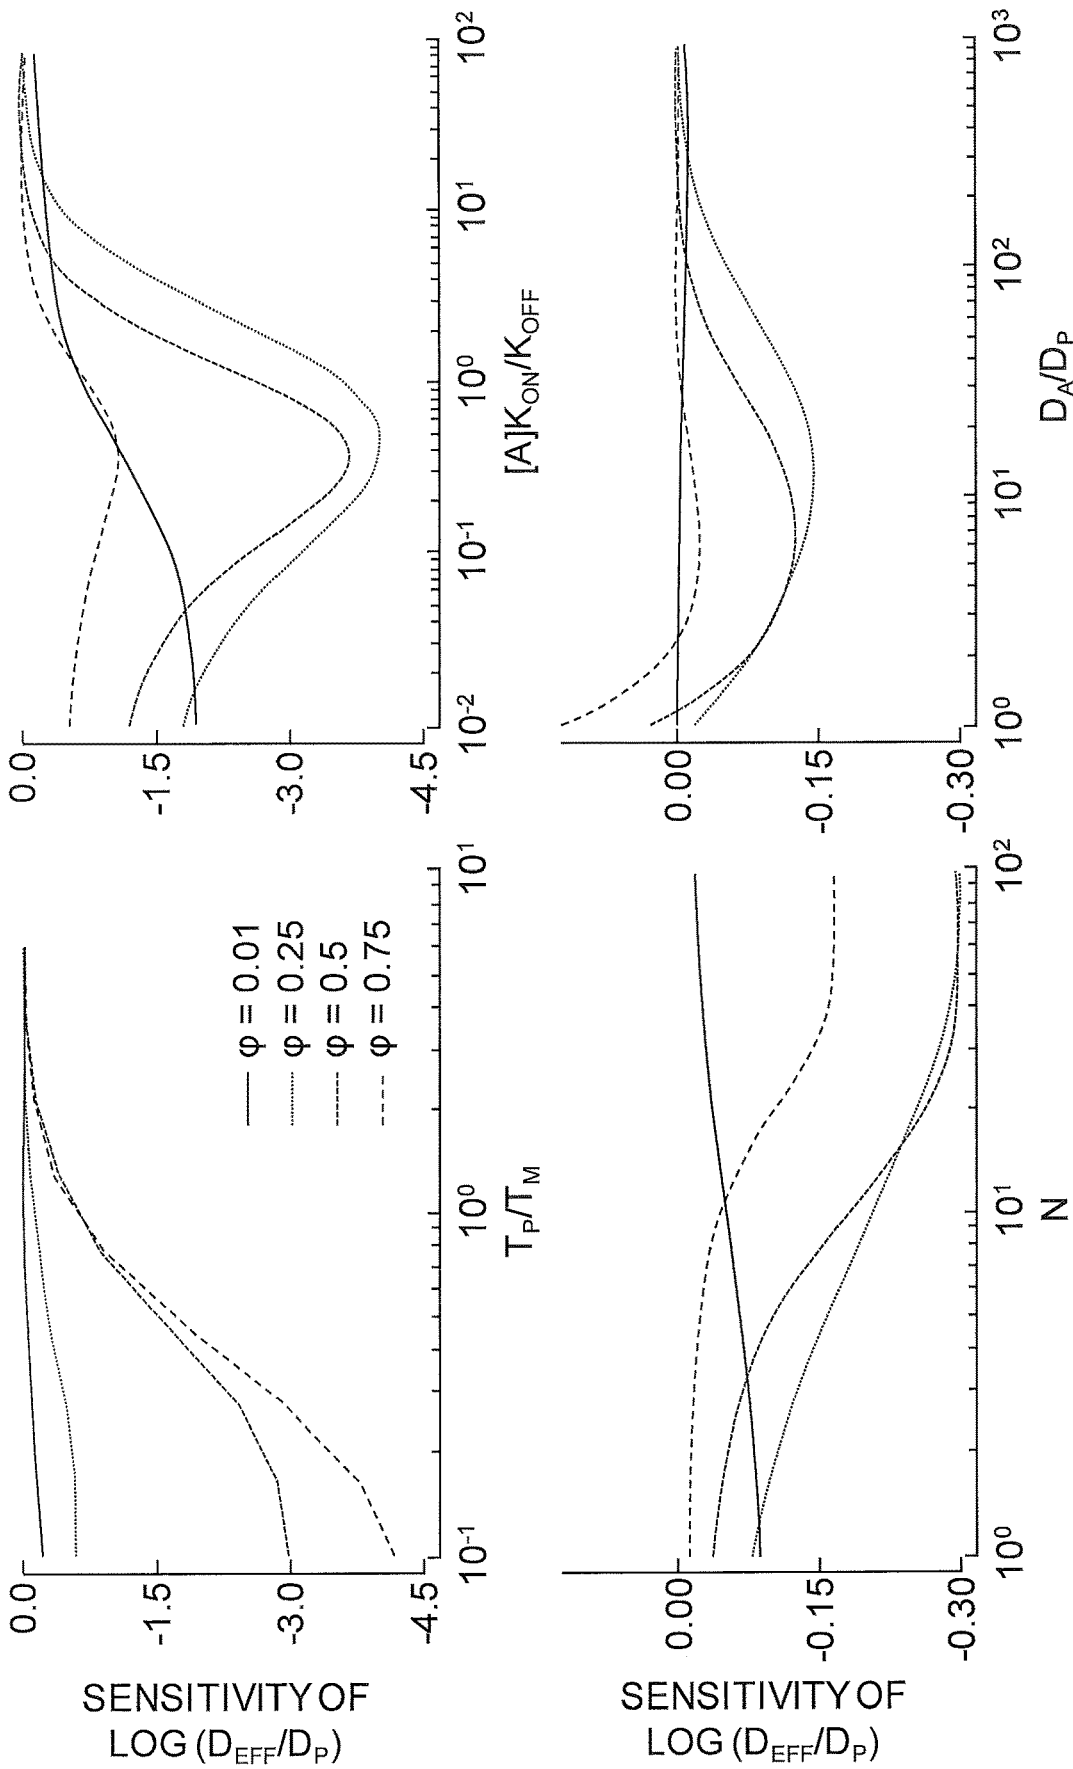 SENSITIVITY OF
LOG (D_EFF/D_P)
0.0
-1.5
-3.0
-4.5
10^-1
10^0
10^1
T_P/T_M
φ = 0.01
φ = 0.25
φ = 0.5
φ = 0.75
0.0
-1.5
-3.0
-4.5
10^-2
10^-1
10^0
10^1
10^2
[A]K_ON/K_OFF
SENSITIVITY OF
LOG (D_EFF/D_P)
0.00
-0.15
-0.30
10^0
10^1
10^2
N
0.00
-0.15
-0.30
10^0
10^1
10^2
10^3
D_A/D_P